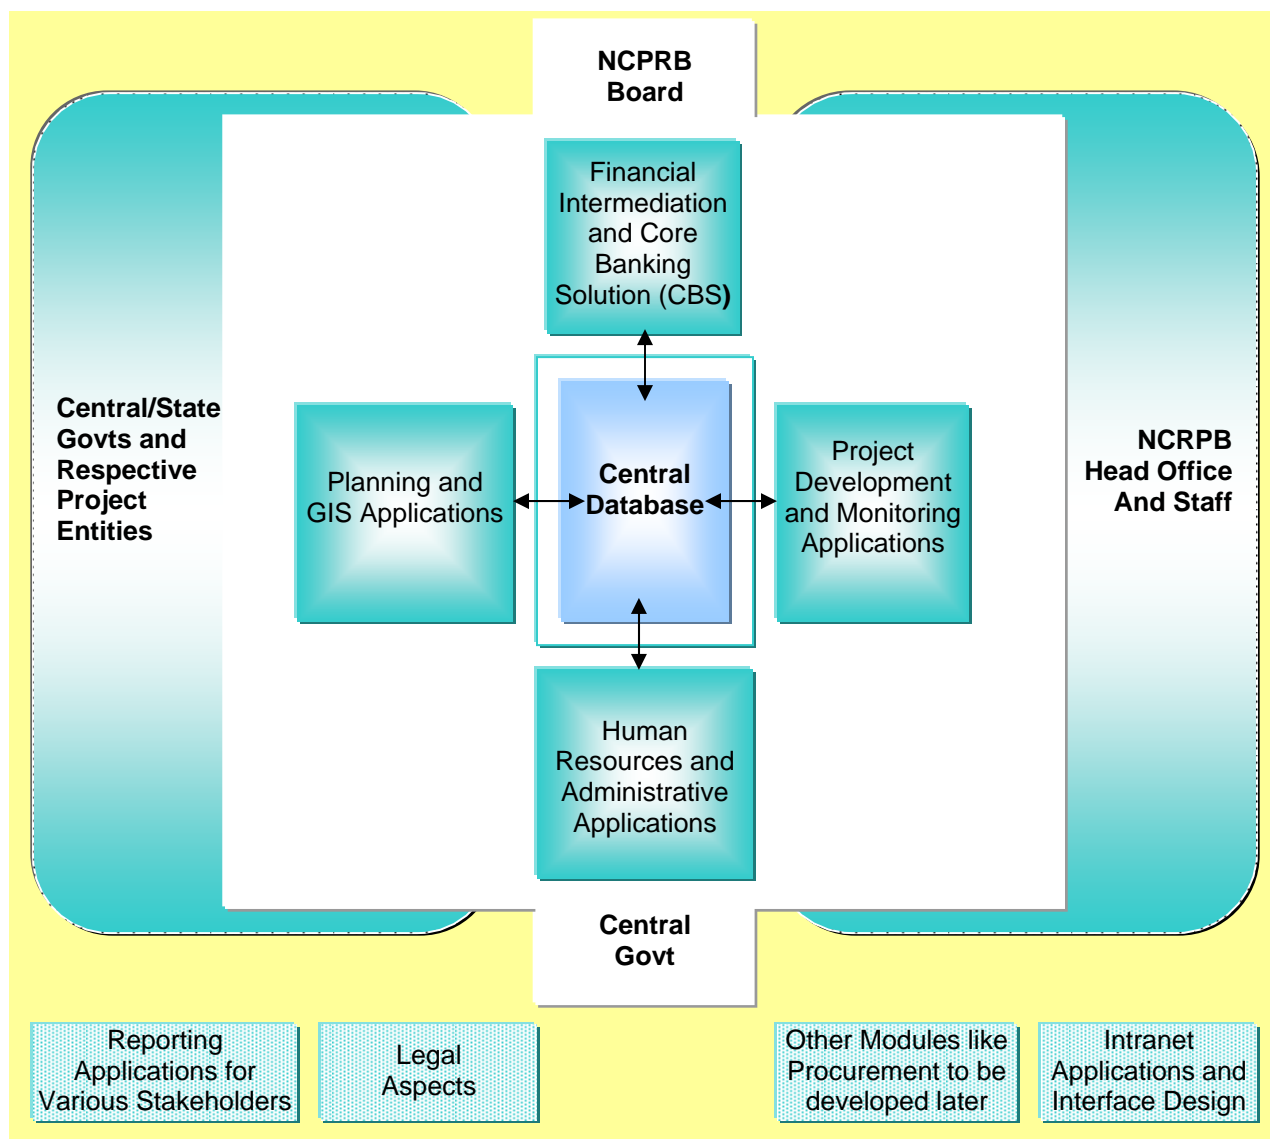 NCPRB
Board
Financial
Intermediation
and Core
Banking
Solution (CBS)
Central/State
Govts and
Respective
Project
Entities
Planning and
GIS Applications
Central
Database
Project
Development
and Monitoring
Applications
NCRPB
Head Office
And Staff
Human
Resources and
Administrative
Applications
Central
Govt
Reporting
Applications for
Various Stakeholders
Legal
Aspects
Other Modules like
Procurement to be
developed later
Intranet
Applications and
Interface Design